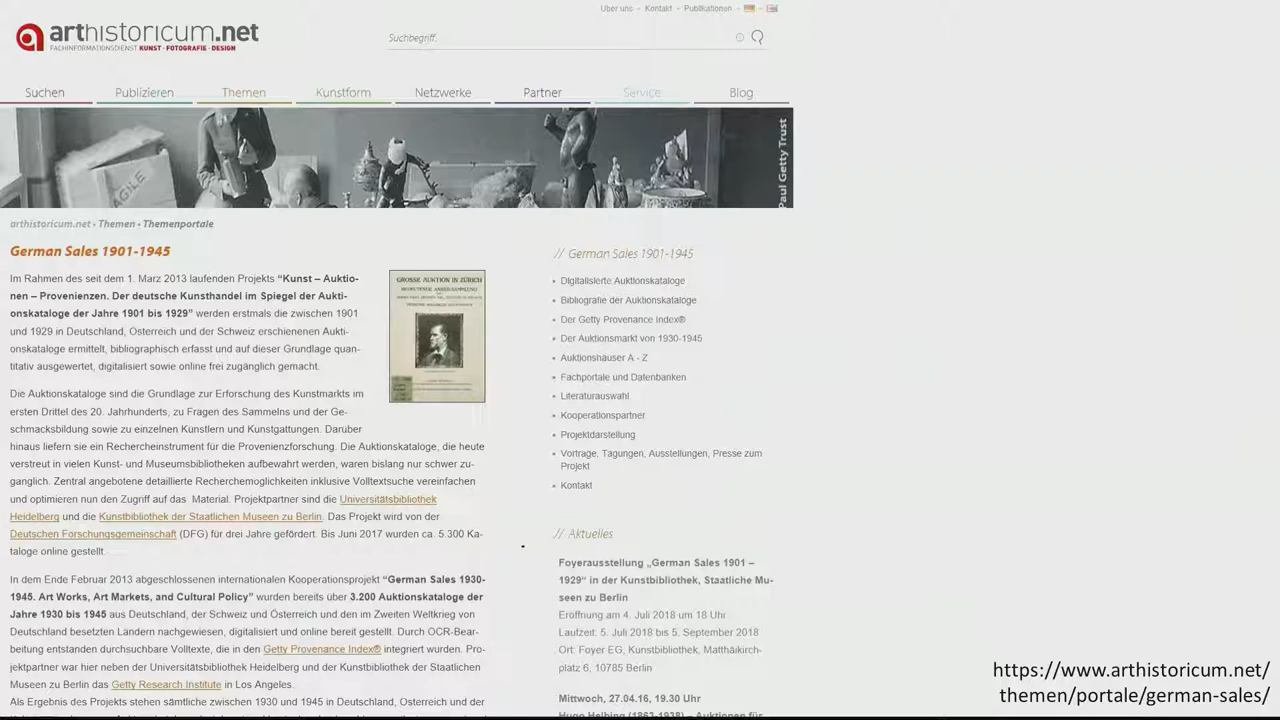 Über uns - Kontakt - Publikationen -
arthistoricum.net
FACHINFORMATIONSDIENST KUNST · FOTOGRAFIE · DESIGN
Suchbegriff.
Suchen Publizieren Themen Kunstform Netzwerke Partner Service Blog
Paul Getty Trust
arthistoricum.net • Themen • Themenportale
German Sales 1901-1945
Im Rahmen des seit dem 1. März 2013 laufenden Projekts “Kunst – Auktio-
nen – Provenienzen. Der deutsche Kunsthandel im Spiegel der Aukti-
onskataloge der Jahre 1901 bis 1929” werden erstmals die zwischen 1901
und 1929 in Deutschland, Österreich und der Schweiz erschienenen Aukti-
onskataloge ermittelt, bibliographisch erfasst und auf dieser Grundlage quan-
titativ ausgewertet, digitalisiert sowie online frei zugänglich gemacht.
GROSSE AUKTION IN ZÜRICH
Die Auktionskataloge sind die Grundlage zur Erforschung des Kunstmarkts im
ersten Drittel des 20. Jahrhunderts, zu Fragen des Sammelns und der Ge-
schmacksbildung sowie zu einzelnen Künstlern und Kunstgattungen. Darüber
hinaus liefern sie ein Rechercheinstrument für die Provenienzforschung. Die Auktionskataloge, die heute
verstreut in vielen Kunst- und Museumsbibliotheken aufbewahrt werden, waren bislang nur schwer zu-
gänglich. Zentral angebotene detaillierte Recherchemöglichkeiten inklusive Volltextsuche vereinfachen
und optimieren nun den Zugriff auf das Material. Projektpartner sind die Universitätsbibliothek
Heidelberg und die Kunstbibliothek der Staatlichen Museen zu Berlin. Das Projekt wird von der
Deutschen Forschungsgemeinschaft (DFG) für drei Jahre gefördert. Bis Juni 2017 wurden ca. 5.300 Ka-
taloge online gestellt.
In dem Ende Februar 2013 abgeschlossenen internationalen Kooperationsprojekt “German Sales 1930-
1945. Art Works, Art Markets, and Cultural Policy” wurden bereits über 3.200 Auktionskataloge der
Jahre 1930 bis 1945 aus Deutschland, der Schweiz und Österreich und den im Zweiten Weltkrieg von
Deutschland besetzten Ländern nachgewiesen, digitalisiert und online bereit gestellt. Durch OCR-Bear-
beitung entstanden durchsuchbare Volltexte, die in den Getty Provenance Index® integriert wurden. Pro-
jektpartner war hier neben der Universitätsbibliothek Heidelberg und der Kunstbibliothek der Staatlichen
Museen zu Berlin das Getty Research Institute in Los Angeles.
Als Ergebnis des Projekts stehen sämtliche zwischen 1930 und 1945 in Deutschland, Österreich und der
// German Sales 1901-1945
Digitalisierte Auktionskataloge
Bibliografie der Auktionskataloge
Der Getty Provenance Index®
Der Auktionsmarkt von 1930-1945
Auktionshäuser A - Z
Fachportale und Datenbanken
Literaturauswahl
Kooperationspartner
Projektdarstellung
Vorträge, Tagungen, Ausstellungen, Presse zum
Projekt
Kontakt
// Aktuelles
Foyerausstellung „German Sales 1901 –
1929“ in der Kunstbibliothek, Staatliche Mu-
seen zu Berlin
Eröffnung am 4. Juli 2018 um 18 Uhr
Laufzeit: 5. Juli 2018 bis 5. September 2018
Ort: Foyer EG, Kunstbibliothek, Matthäikirch-
platz 6, 10785 Berlin
Mittwoch, 27.04.16, 19.30 Uhr
Hugo Helbing (1863-1938) – Auktionen für
https://www.arthistoricum.net/
themen/portale/german-sales/